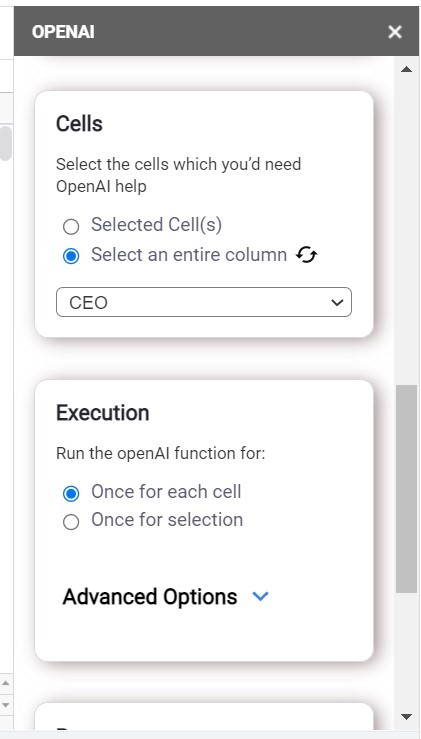 OPENAI
Cells
Select the cells which you’d need
OpenAI help
Selected Cell(s)
Select an entire column
CEO
Execution
Run the openAI function for:
Once for each cell
Once for selection
Advanced Options